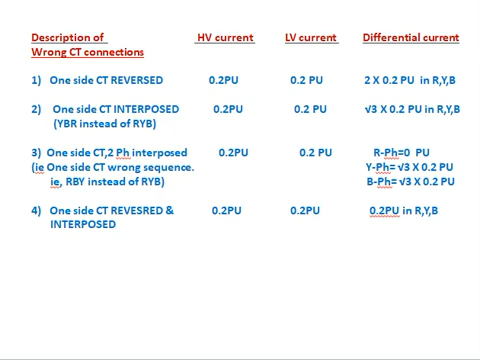 Description of HV current LV current Differential current
Wrong CT connections
1) One side CT REVERSED 0.2PU 0.2 PU 2 X 0.2 PU in R,Y,B
2) One side CT INTERPOSED 0.2PU 0.2 PU √3 X 0.2 PU in R,Y,B
(YBR instead of RYB)
3) One side CT,2 Ph interposed 0.2PU 0.2 PU R-Ph=0 PU
(ie One side CT wrong sequence. Y-Ph= √3 X 0.2 PU
ie, RBY instead of RYB) B-Ph= √3 X 0.2 PU
4) One side CT REVESRED & 0.2PU 0.2PU 0.2PU in R,Y,B
INTERPOSED